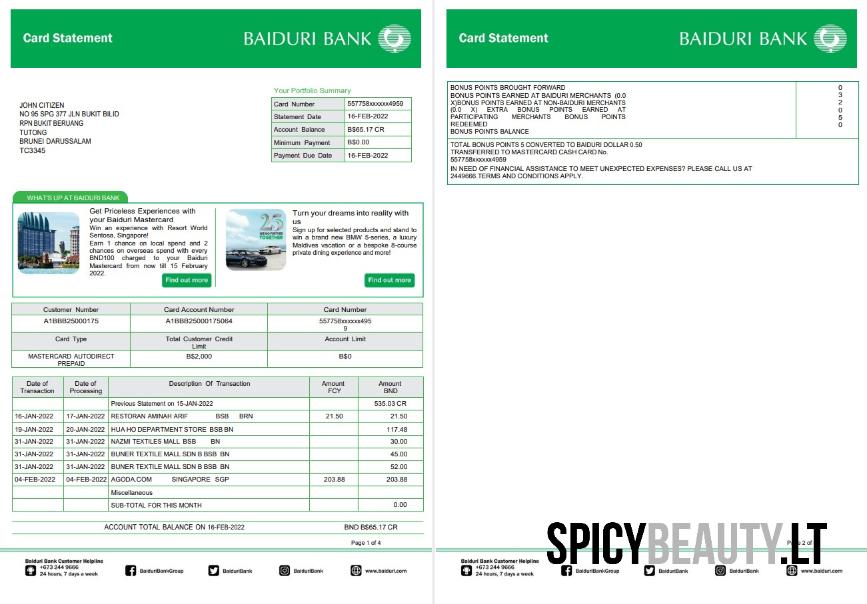 Card Statement
BAIDURI BANK
Your Portfolio Summary
JOHN CITIZEN
NO 95 SPG 377 JLN BUKIT BILID
RPN BUKIT BERUANG
TUTONG
BRUNEI DARUSSALAM
TC3345
Card Number 557758xxxxxx4959
Statement Date 16-FEB-2022
Account Balance B$65.17 CR
Minimum Payment B$0.00
Payment Due Date 16-FEB-2022
WHAT'S UP AT BAIDURI BANK
Get Priceless Experiences with
your Baiduri Mastercard
Win an experience with Resort World
Sentosa, Singapore!
Earn 1 chance on local spend and 2
chances on overseas spend with every
BND100 charged to your Baiduri
Mastercard from now till 15 February
2022.
Find out more
25
TOGETHER
Turn your dreams into reality with
us
Sign up for selected products and stand to
win a brand new BMW 5-series, a luxury
Maldives vacation or a bespoke 8-course
private dining experience and more!
Find out more
Customer Number Card Account Number Card Number
A1BBB25000175 A1BBB25000175064 557758xxxxxx495
9
Card Type Total Customer Credit Account Limit
Limit
MASTERCARD AUTODIRECT B$2,000 B$0
PREPAID
Date of Date of Description Of Transaction Amount Amount
Transaction Processing FCY BND
Previous Statement on 15-JAN-2022 535.03 CR
16-JAN-2022 17-JAN-2022 RESTORAN AMINAH ARIF BSB BRN 21.50 21.50
19-JAN-2022 20-JAN-2022 HUA HO DEPARTMENT STORE BSB BN 117.48
31-JAN-2022 31-JAN-2022 NAZMI TEXTILES MALL BSB BN 30.00
31-JAN-2022 31-JAN-2022 BUNER TEXTILE MALL SDN B BSB BN 45.00
31-JAN-2022 31-JAN-2022 BUNER TEXTILE MALL SDN B BSB BN 52.00
04-FEB-2022 04-FEB-2022 AGODA.COM SINGAPORE SGP 203.88 203.88
Miscellaneous
SUB-TOTAL FOR THIS MONTH 0.00
ACCOUNT TOTAL BALANCE ON 16-FEB-2022 BND B$65.17 CR
Page 1 of 4
Baiduri Bank Customer Helpline
+673 244 9666
24 hours, 7 days a week
BaiduriBankGroup
BaiduriBank
BaiduriBank
www.baiduri.com
Card Statement
BAIDURI BANK
BONUS POINTS BROUGHT FORWARD 0
BONUS POINTS EARNED AT BAIDURI MERCHANTS (0.0 3
X)BONUS POINTS EARNED AT NON-BAIDURI MERCHANTS 2
(0.0 X) EXTRA BONUS POINTS EARNED AT 0
PARTICIPATING MERCHANTS BONUS POINTS 5
REDEEMED 0
BONUS POINTS BALANCE
TOTAL BONUS POINTS 5 CONVERTED TO BAIDURI DOLLAR 0.50
TRANSFERRED TO MASTERCARD CASH CARD No.
557758xxxxxx4959
IN NEED OF FINANCIAL ASSISTANCE TO MEET UNEXPECTED EXPENSES? PLEASE CALL US AT
2449666.TERMS AND CONDITIONS APPLY.
SPICYBEAUTY.LT
Page 2 of
Baiduri Bank Customer Helpline
+673 244 9666
24 hours, 7 days a week
BaiduriBankGroup
BaiduriBank
BaiduriBank
www.baiduri.com